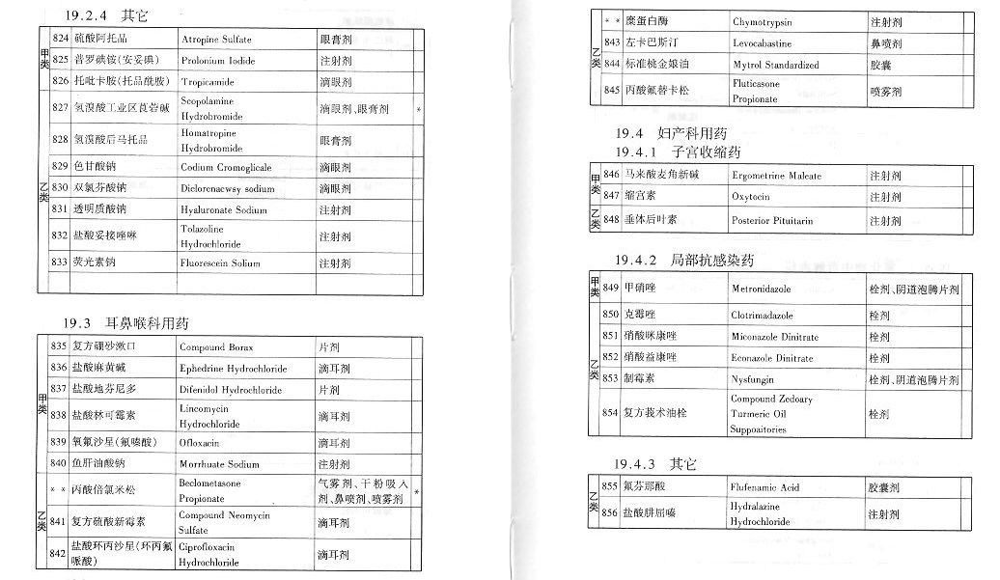 19.2.4 其它
甲类
824 硫酸阿托品 Atropine Sulfate 眼膏剂
825 普罗碘铵(安妥碘) Prolonium Iodide 注射剂
826 托吡卡胺(托品酰胺) Tropicamide 滴眼剂
乙类
827 氢溴酸工业区莨菪碱 Scopolamine 滴眼剂、眼膏剂 *
Hydrobromide
828 氢溴酸后马托品 Homatropine 眼膏剂
Hydrobromide
829 色甘酸钠 Codium Cromoglicale 滴眼剂
830 双氯芬酸钠 Diclorenacwsy sodium 滴眼剂
831 透明质酸钠 Hyaluronate Sodium 注射剂
832 盐酸妥接唑啉 Tolazoline 注射剂
Hydrochloride
833 荧光素钠 Fluorescein Solium 注射剂
19.3 耳鼻喉科用药
甲类
835 复方硼砂漱口 Compound Borax 片剂
836 盐酸麻黄碱 Ephedrine Hydrochloride 滴耳剂
837 盐酸地芬尼多 Difenidol Hydrochloride 片剂
838 盐酸林可霉素 Lincomycin 滴耳剂
Hydrochloride
839 氧氟沙星(氟嗪酸) Ofloxacin 滴耳剂
840 鱼肝油酸钠 Morrhuate Sodium 注射剂
乙类
** 丙酸倍氯米松 Beclometasone 气雾剂、干粉吸入 *
Propionate 剂、鼻喷剂、喷雾剂
841 复方硫酸新霉素 Compound Neomycin 滴耳剂
Sulfate
842 盐酸环丙沙星(环丙氟 Ciprofloxacin 滴耳剂
哌酸) Hydrochloride
乙类
** 糜蛋白酶 Chymotrypsin 注射剂
843 左卡巴斯汀 Levocabastine 鼻喷剂
844 标准桃金娘油 Mytrol Standardized 胶囊
845 丙酸氟替卡松 Fluticasone 喷雾剂
Propionate
19.4 妇产科用药
19.4.1 子宫收缩药
甲类
846 马来酸麦角新碱 Ergometrine Maleate 注射剂
847 缩宫素 Oxytocin 注射剂
乙类
848 垂体后叶素 Posterior Pituitarin 注射剂
19.4.2 局部抗感染药
甲类
849 甲硝唑 Metronidazole 栓剂、阴道泡腾片剂
乙类
850 克霉唑 Clotrimadazole 栓剂
851 硝酸咪康唑 Miconazole Dinitrate 栓剂
852 硝酸益康唑 Econazole Dinitrate 栓剂
853 制霉素 Nysfungin 栓剂、阴道泡腾片剂
854 复方莪术油栓 Compound Zedoary 栓剂
Turmeric Oil
Suppoaitories
19.4.3 其它
乙类
855 氟芬那酸 Flufenamic Acid 胶囊剂
856 盐酸肼屈嗪 Hydralazine 注射剂
Hydrochloride